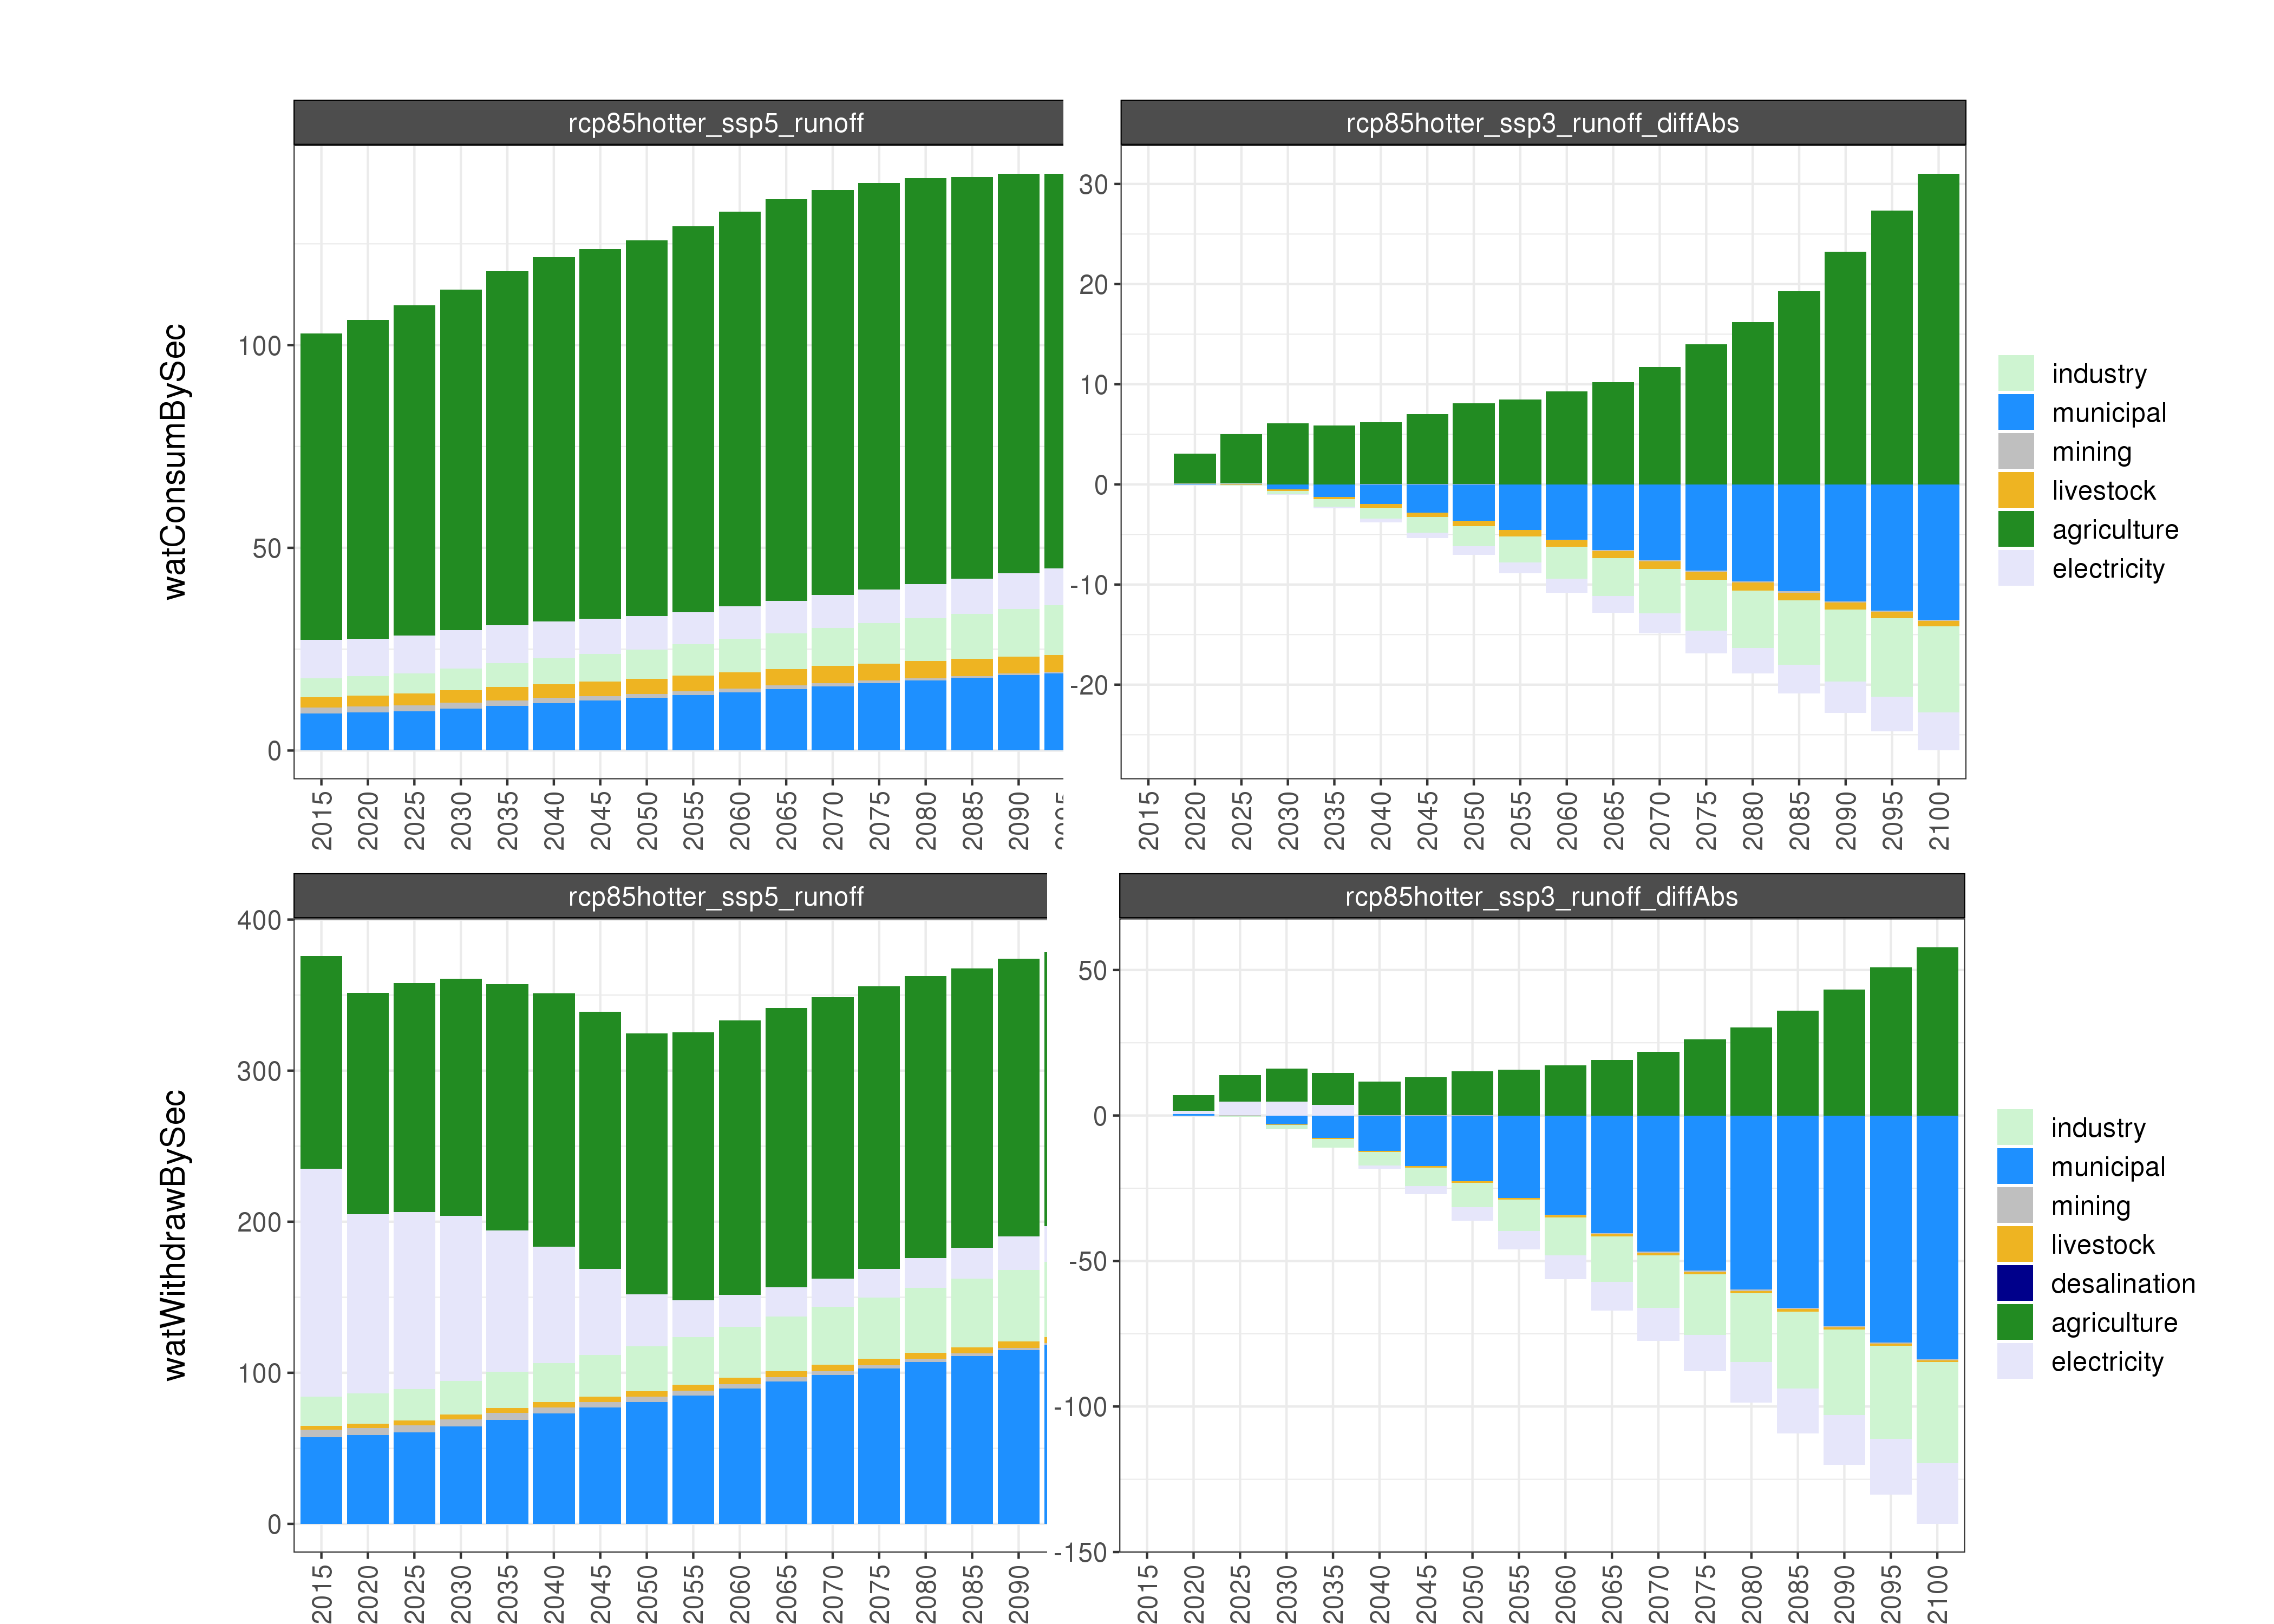 rcp85hotter_ssp5_runoff
rcp85hotter_ssp3_runoff_diffAbs
watConsumBySec
100
50
0
30
20
10
0
-10
-20
2015 2020 2025 2030 2035 2040 2045 2050 2055 2060 2065 2070 2075 2080 2085 2090
2015 2020 2025 2030 2035 2040 2045 2050 2055 2060 2065 2070 2075 2080 2085 2090 2095 2100
industry
municipal
mining
livestock
agriculture
electricity
rcp85hotter_ssp5_runoff
rcp85hotter_ssp3_runoff_diffAbs
watWithdrawBySec
400
300
200
100
0
50
0
-50
-100
-150
2015 2020 2025 2030 2035 2040 2045 2050 2055 2060 2065 2070 2075 2080 2085 2090
2015 2020 2025 2030 2035 2040 2045 2050 2055 2060 2065 2070 2075 2080 2085 2090 2095 2100
industry
municipal
mining
livestock
desalination
agriculture
electricity